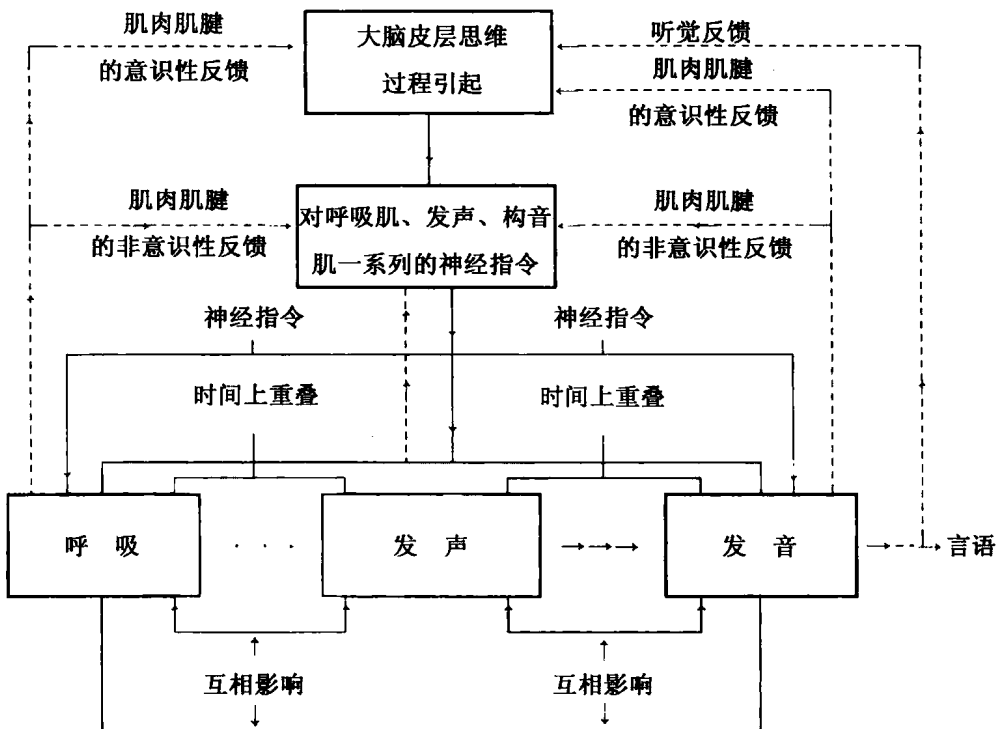 肌肉肌腱
的意识性反馈
大脑皮层思维
过程引起
听觉反馈
肌肉肌腱
的意识性反馈
肌肉肌腱
的非意识性反馈
对呼吸肌、发声、构音
肌一系列的神经指令
肌肉肌腱
的非意识性反馈
神经指令
神经指令
时间上重叠
时间上重叠
呼 吸
发 声
发 音
言语
互相影响
互相影响